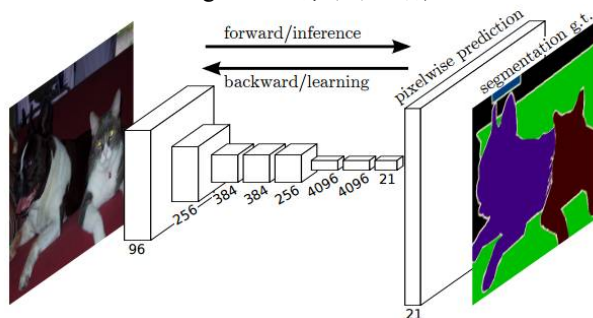 forward/inference
backward/learning
pixelwise prediction
segmentation g.t.
96
256
384
384
256
4096
4096
21
21